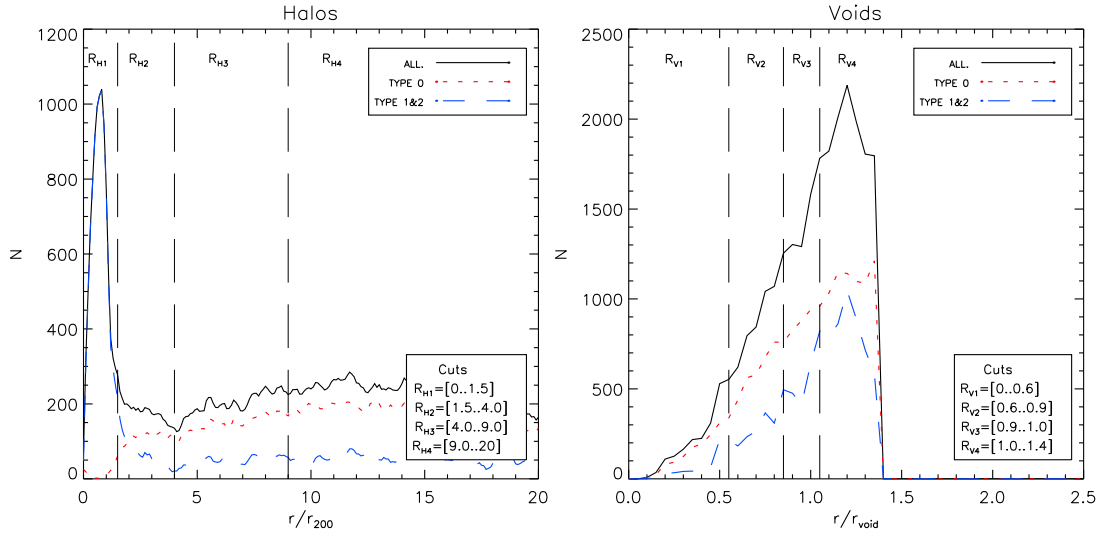 Halos
1200
1000
800
600
400
200
0
N
R_H1 R_H2 R_H3 R_H4
ALL.
TYPE 0
TYPE 1&2
Cuts
R_H1=[0..1.5]
R_H2=[1.5..4.0]
R_H3=[4.0..9.0]
R_H4=[9.0..20]
0 5 10 15 20
r/r_200
Voids
2500
2000
1500
1000
500
0
N
R_V1 R_V2 R_V3 R_V4
ALL.
TYPE 0
TYPE 1&2
Cuts
R_V1=[0..0.6]
R_V2=[0.6..0.9]
R_V3=[0.9..1.0]
R_V4=[1.0..1.4]
0.0 0.5 1.0 1.5 2.0 2.5
r/r_void